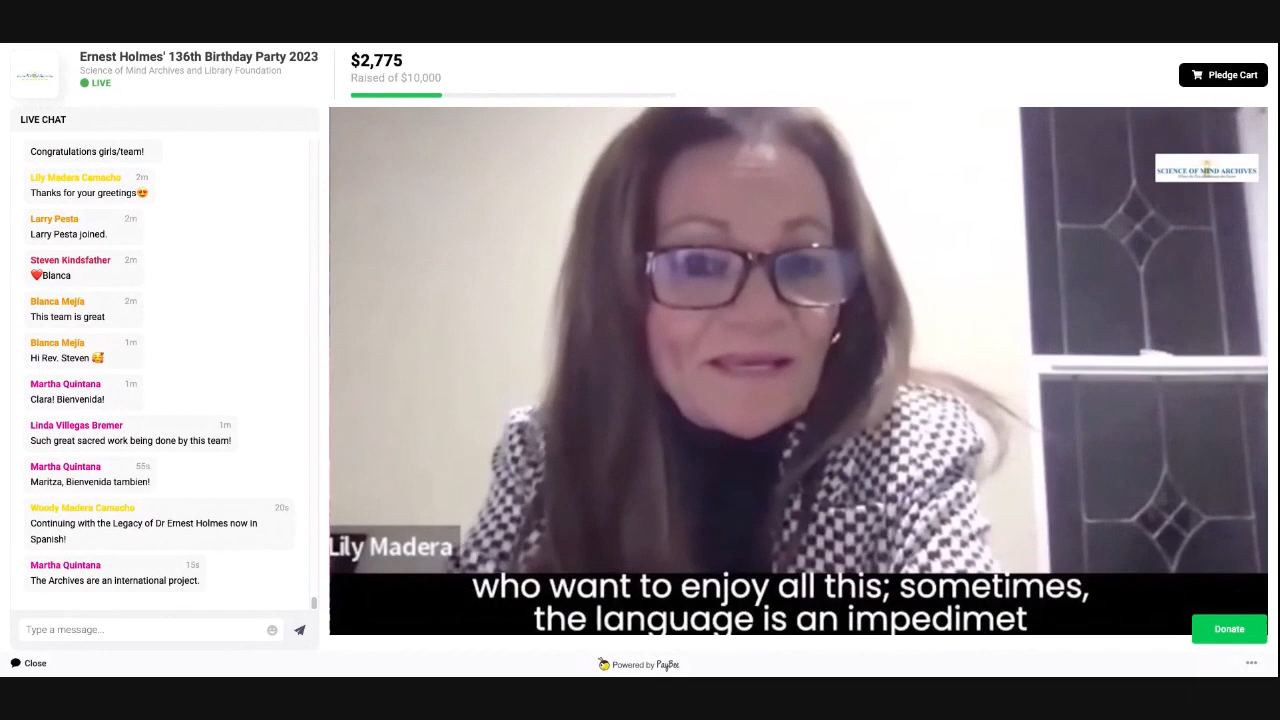 Ernest Holmes' 136th Birthday Party 2023
Science of Mind Archives and Library Foundation
LIVE
$2,775
Raised of $10,000
Pledge Cart
LIVE CHAT
Congratulations girls/team!
Lily Madera Camacho 2m
Thanks for your greetings😍
Larry Pesta 2m
Larry Pesta joined.
Steven Kindsfather 2m
❤️Blanca
Blanca Mejía 2m
This team is great
Blanca Mejía 1m
Hi Rev. Steven 🥰
Martha Quintana 1m
Clara! Bienvenida!
Linda Villegas Bremer 1m
Such great sacred work being done by this team!
Martha Quintana 55s
Maritza, Bienvenida tambien!
Woody Madera Camacho 20s
Continuing with the Legacy of Dr Ernest Holmes now in
Spanish!
Martha Quintana 15s
The Archives are an international project.
Type a message...
Close
SCIENCE OF MIND ARCHIVES
Lily Madera
who want to enjoy all this; sometimes,
the language is an impedimet
Donate
Powered by PayBee